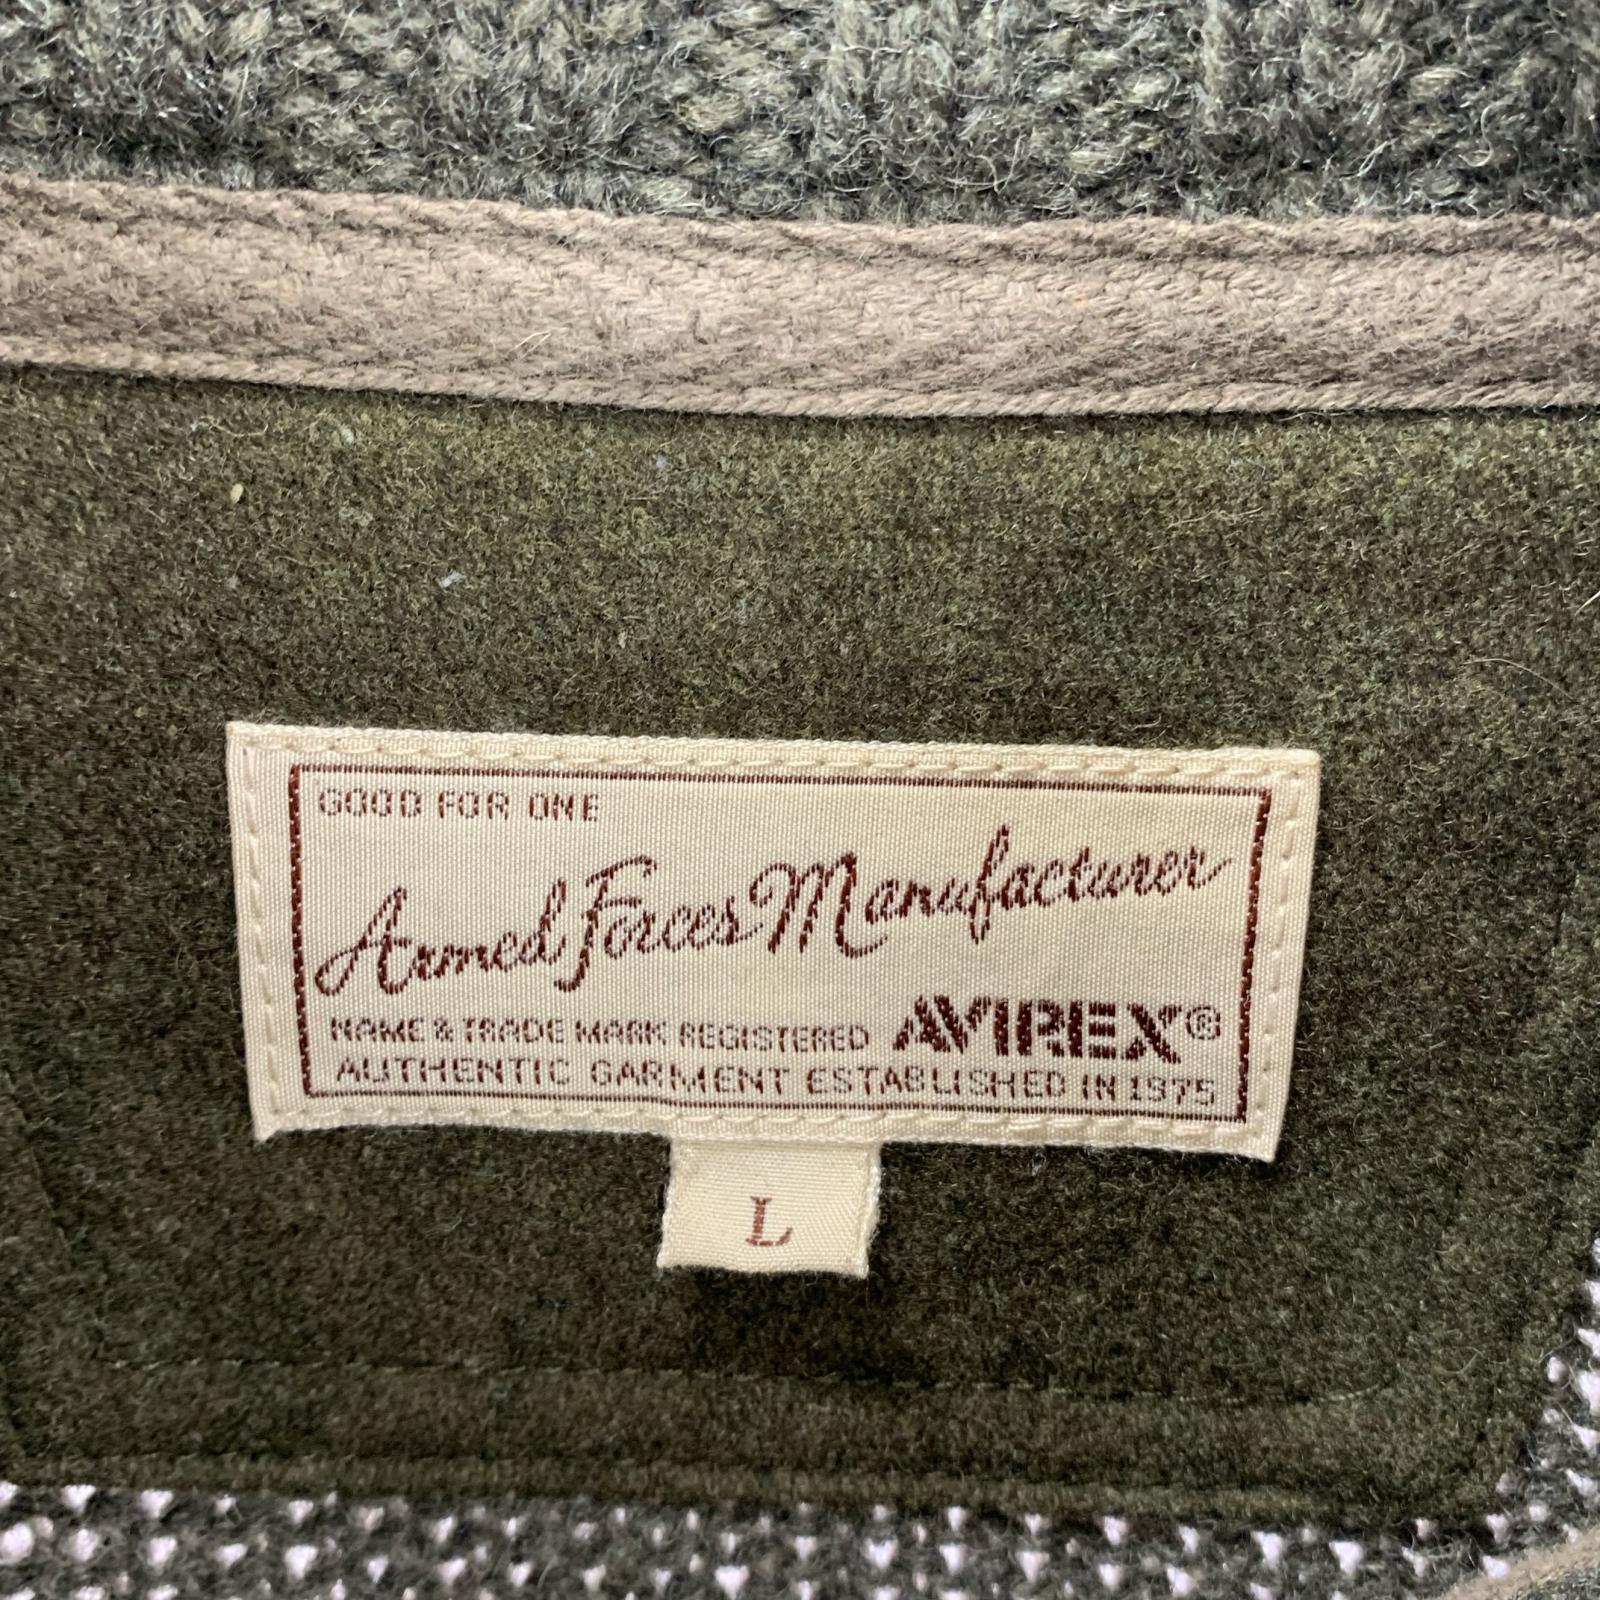 GOOD FOR ONE
Armed Forces Manufacturer
NAME & TRADE MARK REGISTERED AVIREX®
AUTHENTIC GARMENT ESTABLISHED IN 1975
L